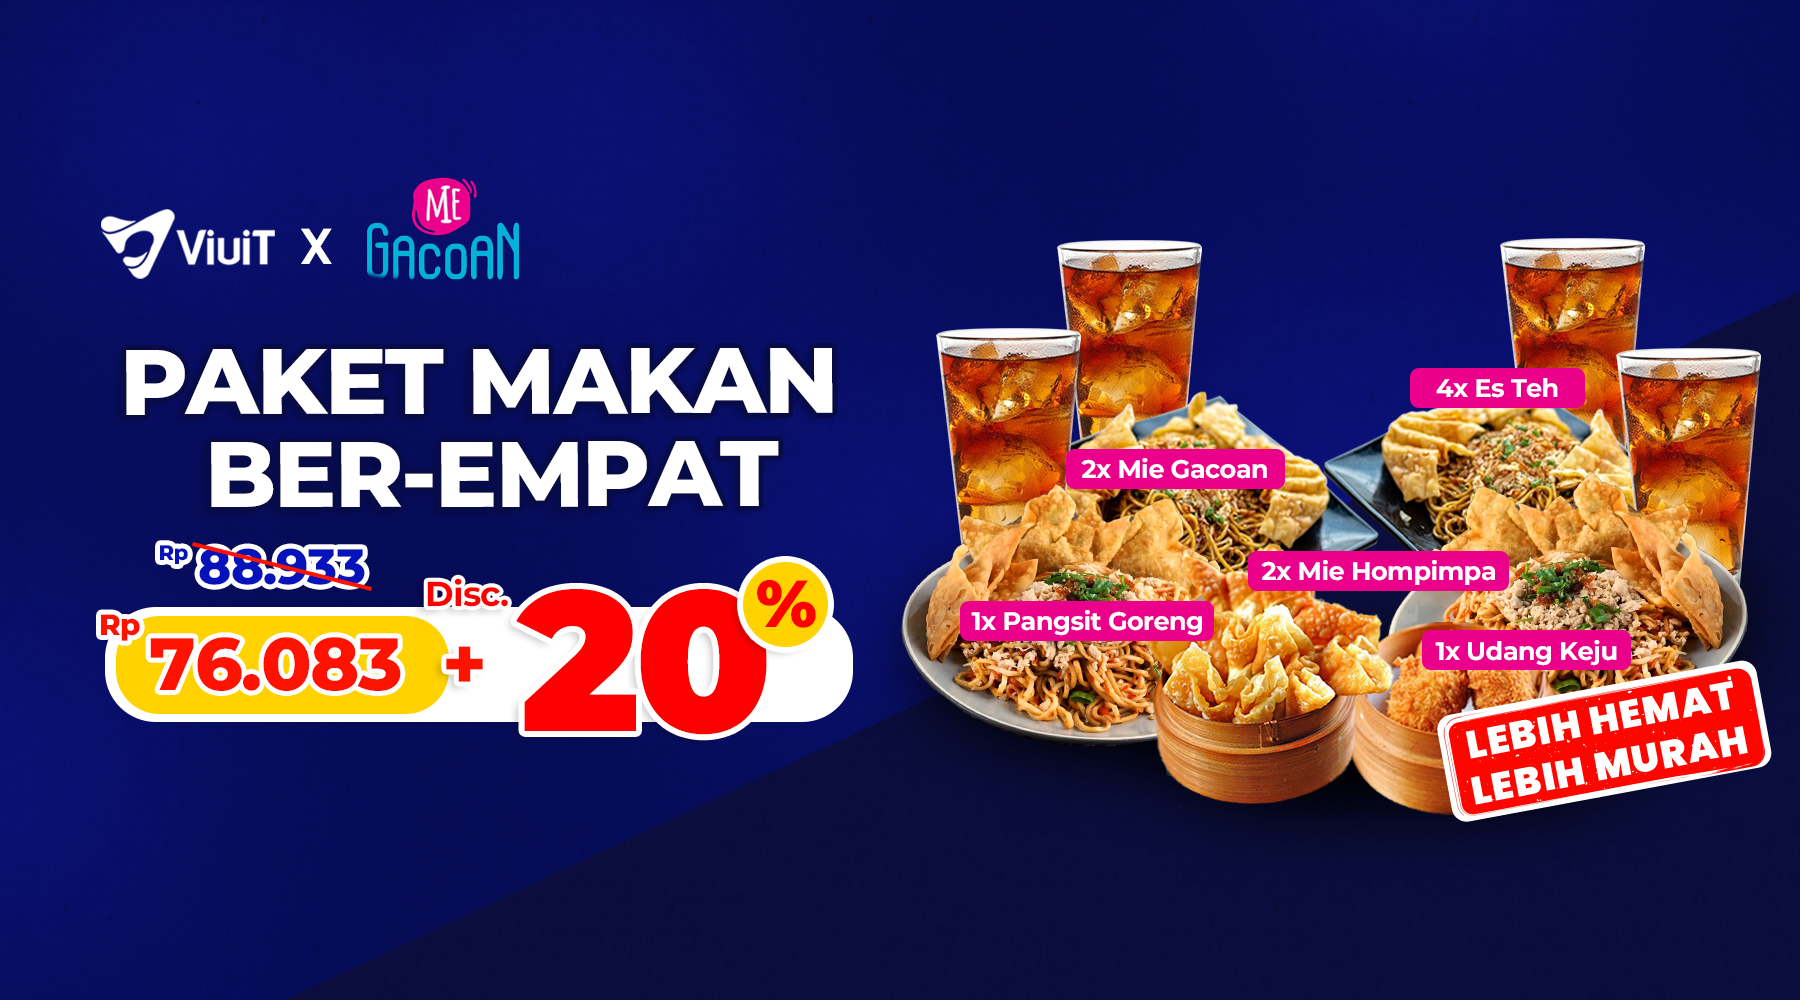 ViuiT X MIE GACOAN
PAKET MAKAN
BER-EMPAT
Rp 88.933
Rp 76.083 + Disc. 20%
4x Es Teh
2x Mie Gacoan
2x Mie Hompimpa
1x Pangsit Goreng
1x Udang Keju
LEBIH HEMAT
LEBIH MURAH